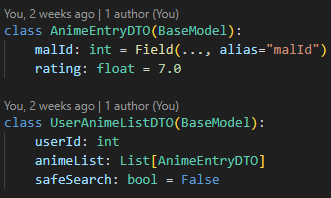 You, 2 weeks ago | 1 author (You)
class AnimeEntryDTO(BaseModel):
    malId: int = Field(..., alias="malId")
    rating: float = 7.0
You, 2 weeks ago | 1 author (You)
class UserAnimeListDTO(BaseModel):
    userId: int
    animeList: List[AnimeEntryDTO]
    safeSearch: bool = False